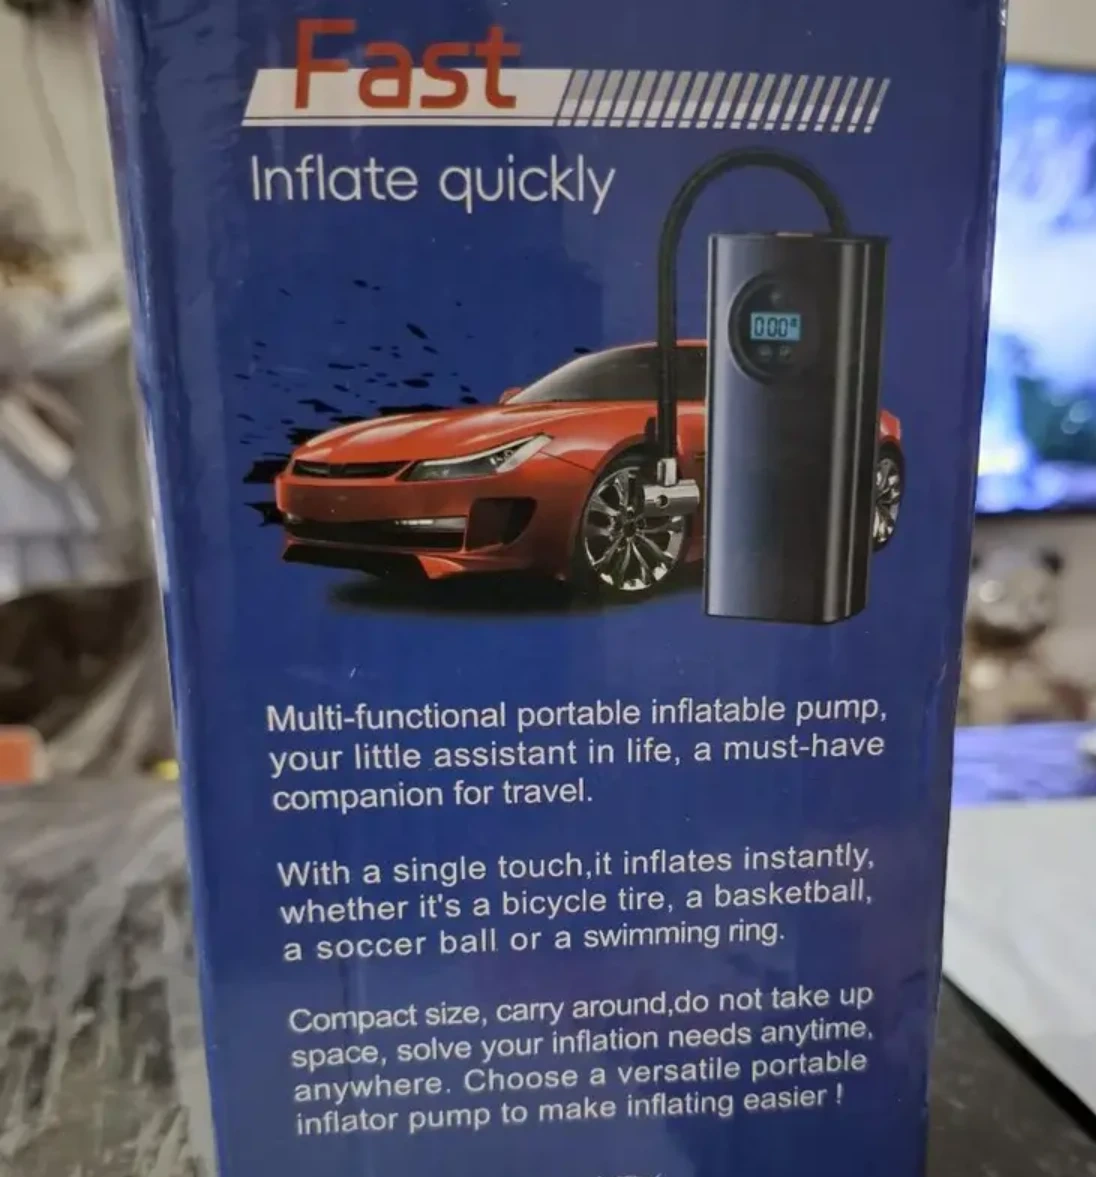 Fast
Inflate quickly
0.00
Multi-functional portable inflatable pump,
your little assistant in life, a must-have
companion for travel.
With a single touch,it inflates instantly,
whether it's a bicycle tire, a basketball,
a soccer ball or a swimming ring.
Compact size, carry around,do not take up
space, solve your inflation needs anytime,
anywhere. Choose a versatile portable
inflator pump to make inflating easier !